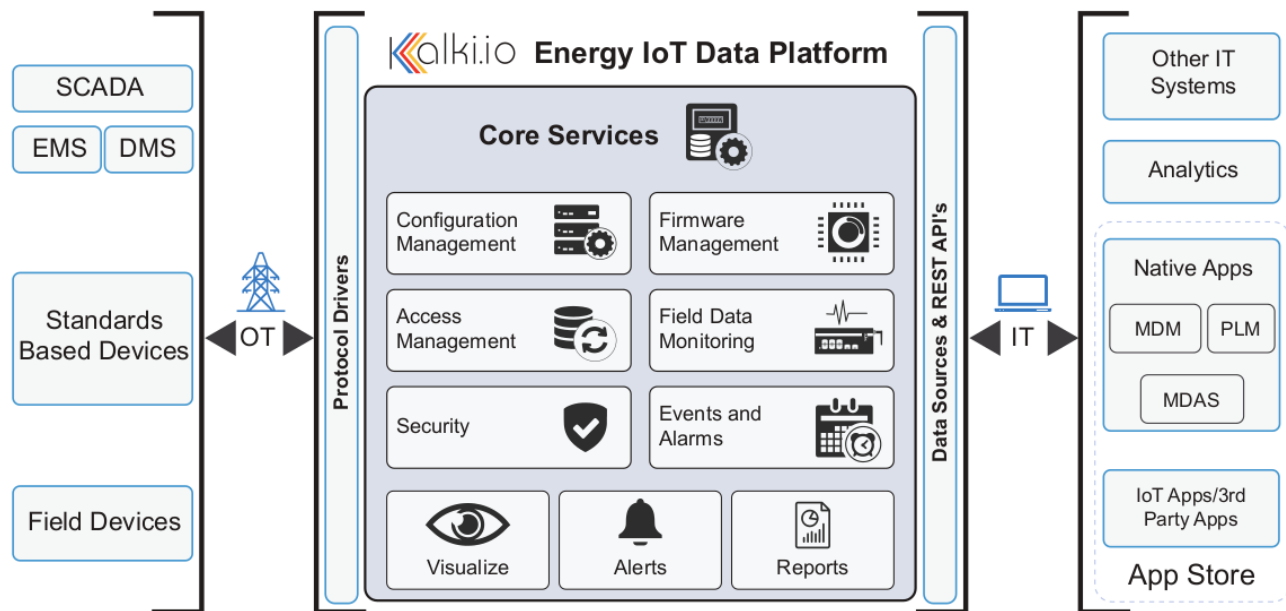 SCADA
EMS
DMS
Standards
Based Devices
Field Devices
OT
Protocol Drivers
Kalki.io Energy IoT Data Platform
Core Services
Configuration
Management
Firmware
Management
Access
Management
Field Data
Monitoring
Security
Events and
Alarms
Visualize
Alerts
Reports
Data Sources & REST API's
IT
Other IT
Systems
Analytics
Native Apps
MDM
PLM
MDAS
IoT Apps/3rd
Party Apps
App Store